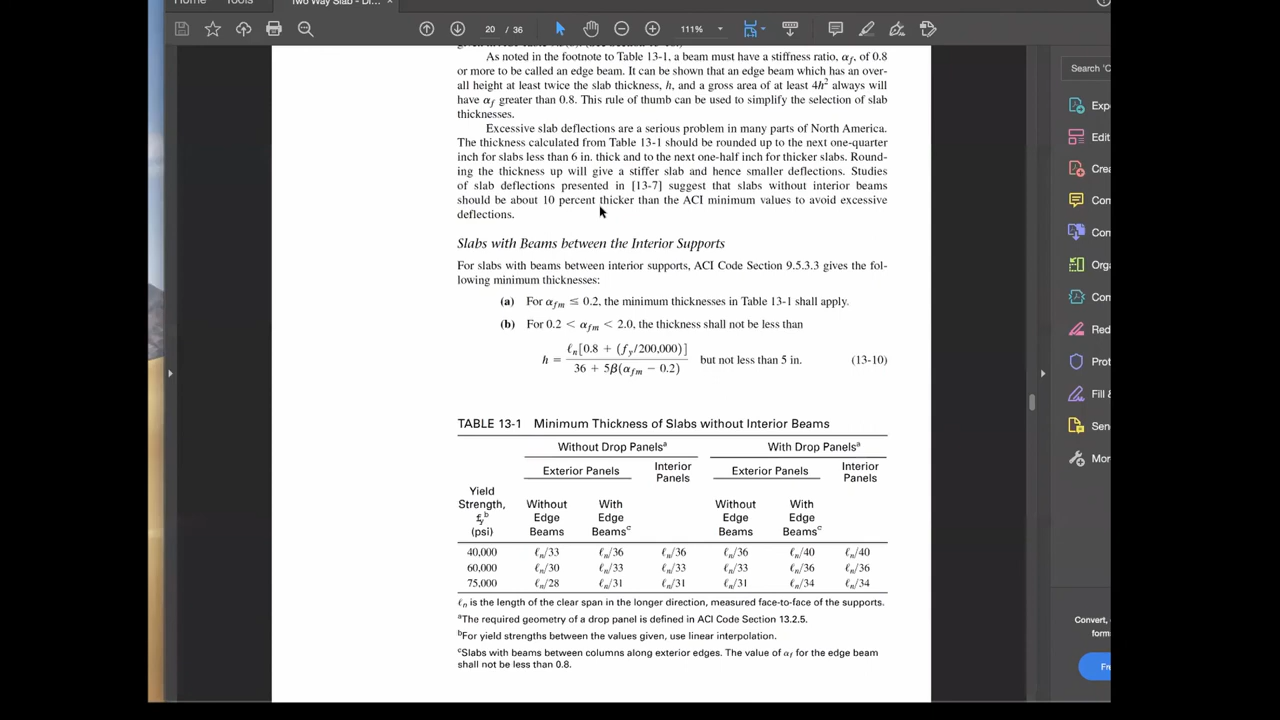 Home Tools Two Way Slab - Di... ×
20 / 36 111%
As noted in the footnote to Table 13-1, a beam must have a stiffness ratio, αf, of 0.8
or more to be called an edge beam. It can be shown that an edge beam which has an over-
all height at least twice the slab thickness, h, and a gross area of at least 4h² always will
have αf greater than 0.8. This rule of thumb can be used to simplify the selection of slab
thicknesses.
Excessive slab deflections are a serious problem in many parts of North America.
The thickness calculated from Table 13-1 should be rounded up to the next one-quarter
inch for slabs less than 6 in. thick and to the next one-half inch for thicker slabs. Round-
ing the thickness up will give a stiffer slab and hence smaller deflections. Studies
of slab deflections presented in [13-7] suggest that slabs without interior beams
should be about 10 percent thicker than the ACI minimum values to avoid excessive
deflections.
Slabs with Beams between the Interior Supports
For slabs with beams between interior supports, ACI Code Section 9.5.3.3 gives the fol-
lowing minimum thicknesses:
(a) For αfm ≤ 0.2, the minimum thicknesses in Table 13-1 shall apply.
(b) For 0.2 < αfm < 2.0, the thickness shall not be less than
h = ℓn[0.8 + (fy/200,000)] / 36 + 5β(αfm − 0.2) but not less than 5 in. (13-10)
TABLE 13-1 Minimum Thickness of Slabs without Interior Beams
Without Drop Panelsᵃ With Drop Panelsᵃ
Exterior Panels Interior Panels Exterior Panels Interior Panels
Yield Strength, fyᵇ (psi) Without Edge Beams With Edge Beamsᶜ Without Edge Beams With Edge Beamsᶜ
40,000 ℓn/33 ℓn/36 ℓn/36 ℓn/36 ℓn/40 ℓn/40
60,000 ℓn/30 ℓn/33 ℓn/33 ℓn/33 ℓn/36 ℓn/36
75,000 ℓn/28 ℓn/31 ℓn/31 ℓn/31 ℓn/34 ℓn/34
ℓn is the length of the clear span in the longer direction, measured face-to-face of the supports.
ᵃThe required geometry of a drop panel is defined in ACI Code Section 13.2.5.
ᵇFor yield strengths between the values given, use linear interpolation.
ᶜSlabs with beams between columns along exterior edges. The value of αf for the edge beam
shall not be less than 0.8.
Search 'C
Expo
Edit
Crea
Com
Com
Orga
Com
Red
Prot
Fill &
Sen
Mor
Convert,
form
Fre